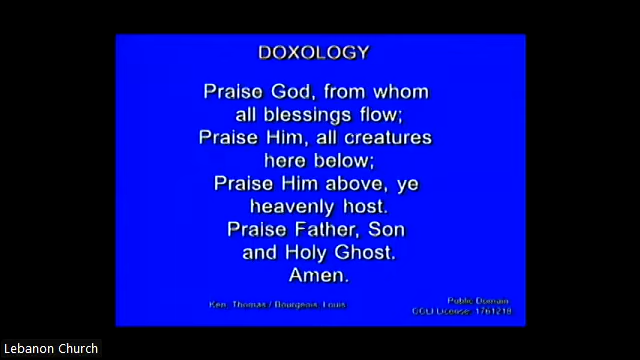 DOXOLOGY
Praise God, from whom
all blessings flow;
Praise Him, all creatures
here below;
Praise Him above, ye
heavenly host.
Praise Father, Son
and Holy Ghost.
Amen.
Ken, Thomas / Bourgeois, Louis
Public Domain
CCLI License: 1761218
Lebanon Church